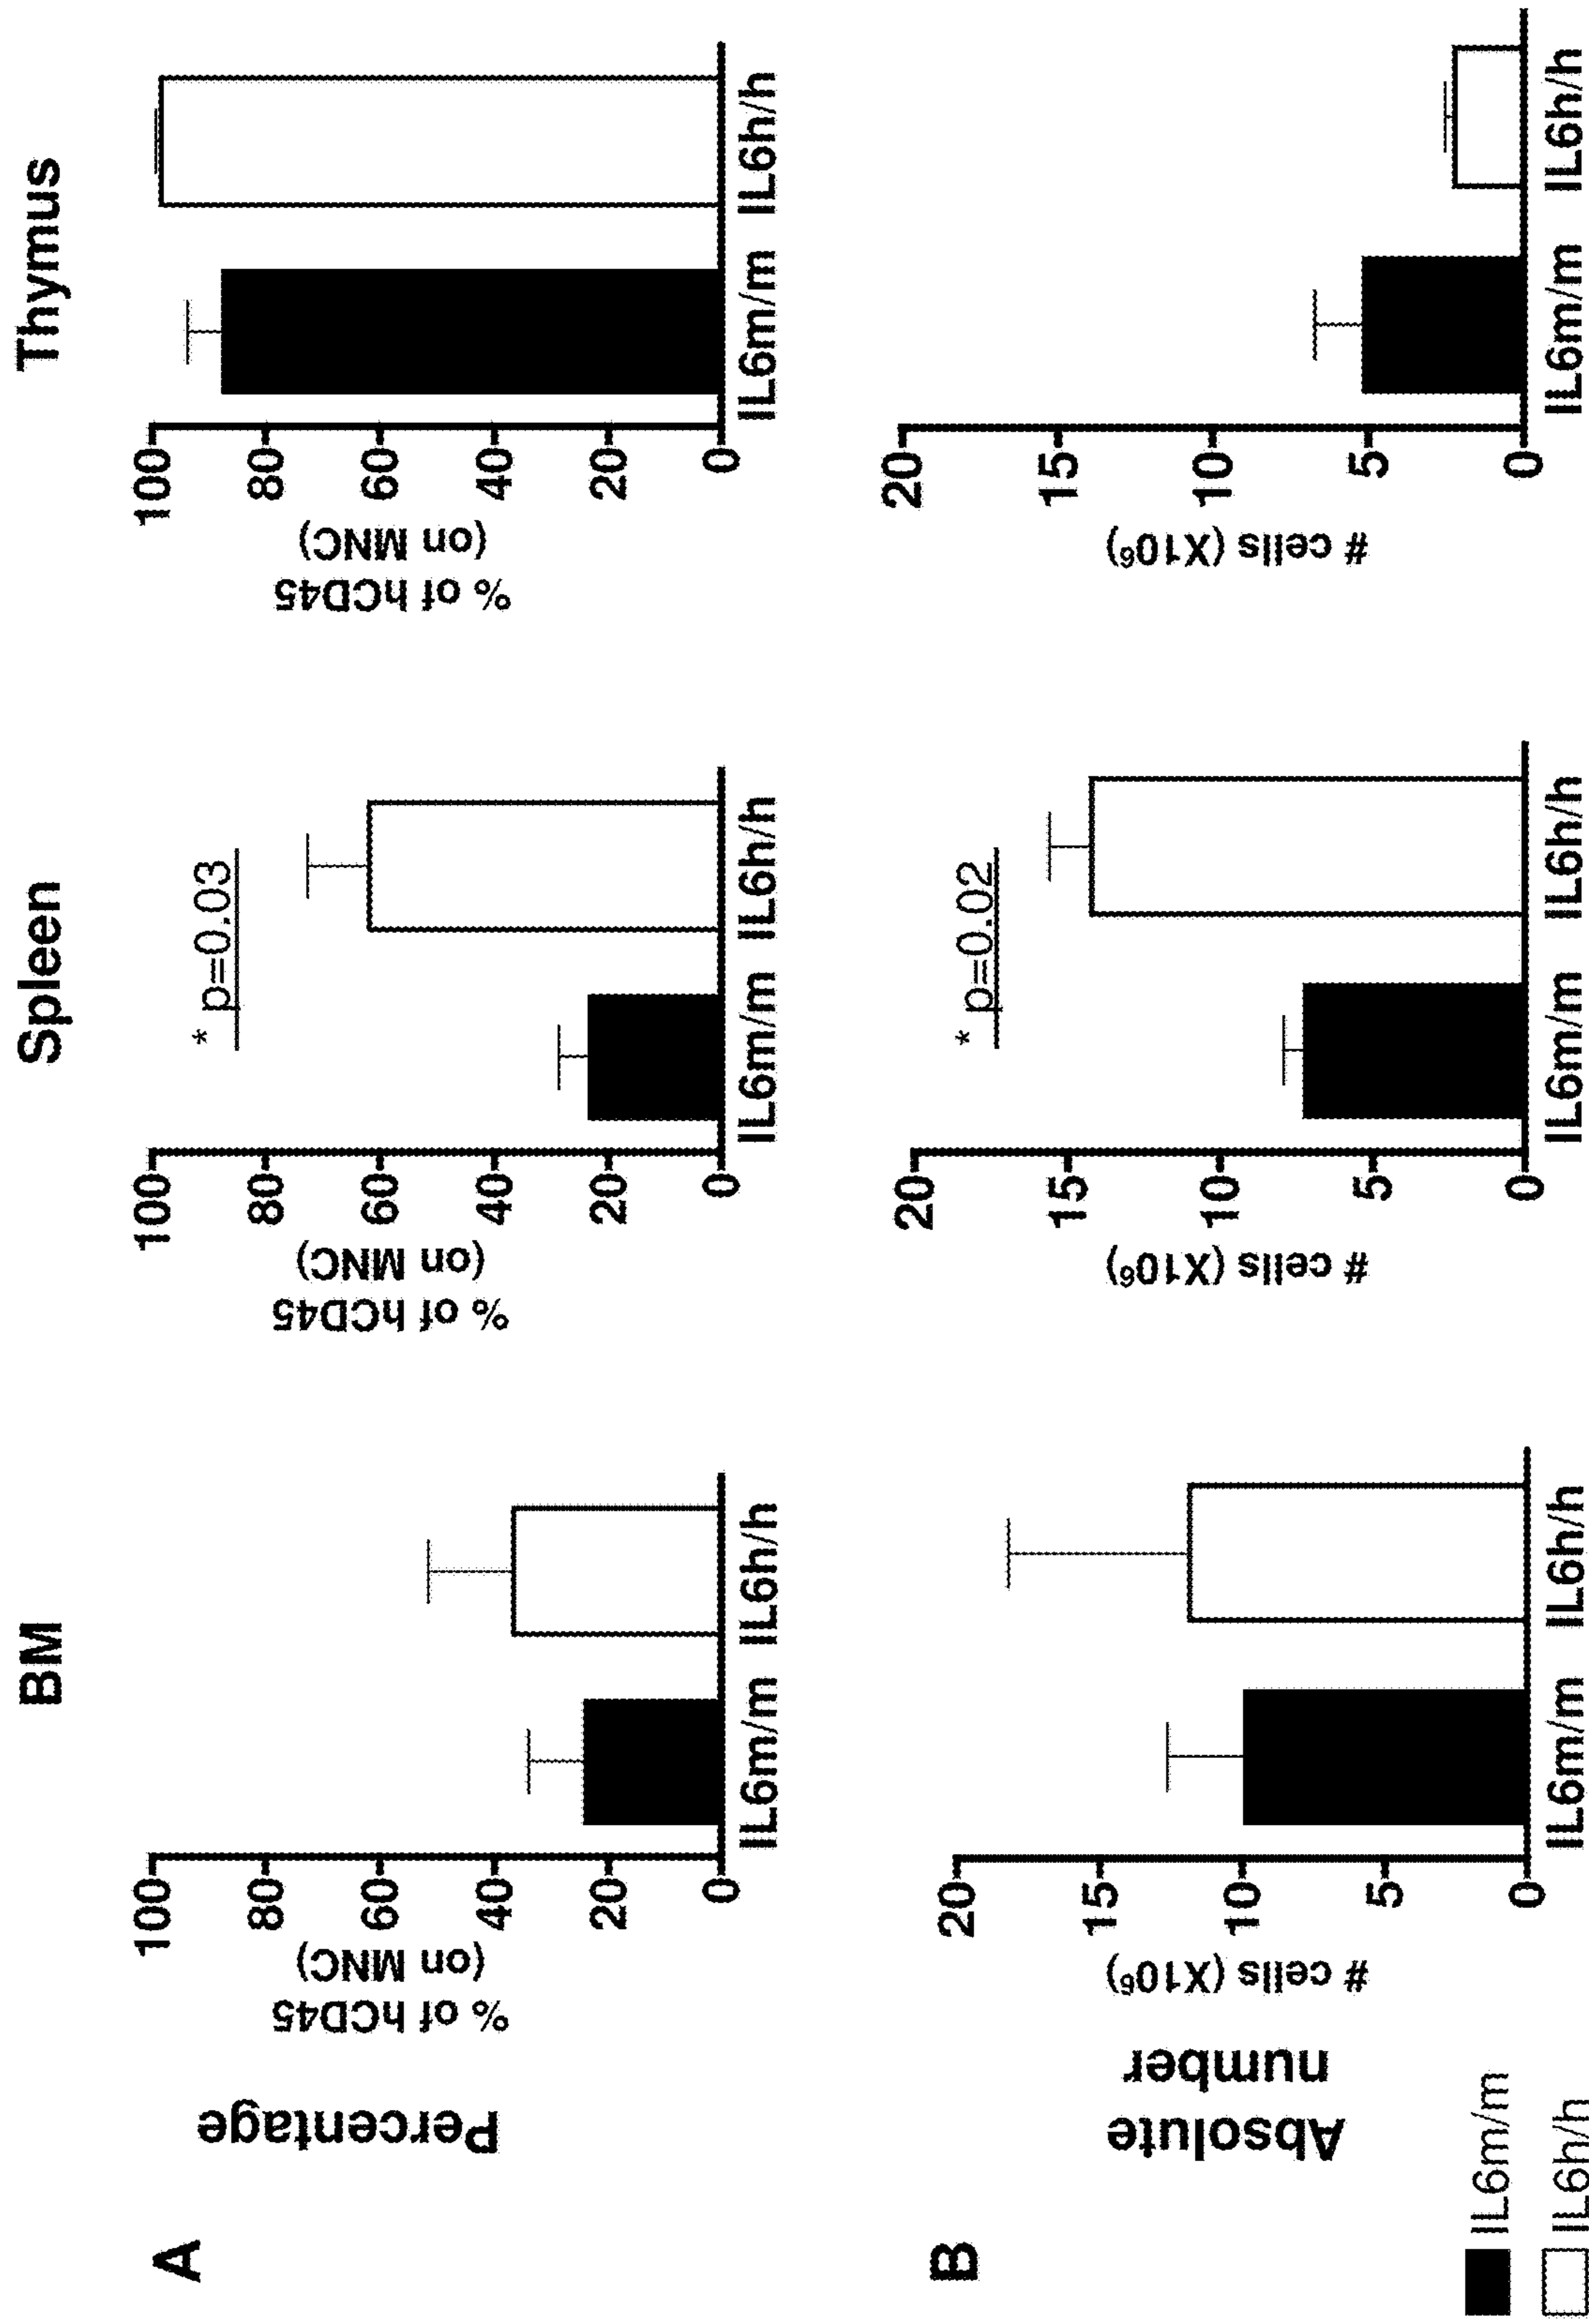 BM
Spleen
Thymus
A
Percentage
% of hCD45
(on MNC)
100
80
60
40
20
0
IL6m/m IL6h/h
% of hCD45
(on MNC)
100
80
60
40
20
0
* p=0.03
IL6m/m IL6h/h
% of hCD45
(on MNC)
100
80
60
40
20
0
IL6m/m IL6h/h
B
Absolute
number
# cells (X10⁶)
20
15
10
5
0
IL6m/m IL6h/h
# cells (X10⁶)
20
15
10
5
0
* p=0.02
IL6m/m IL6h/h
# cells (X10⁶)
20
15
10
5
0
IL6m/m IL6h/h
IL6m/m
IL6h/h